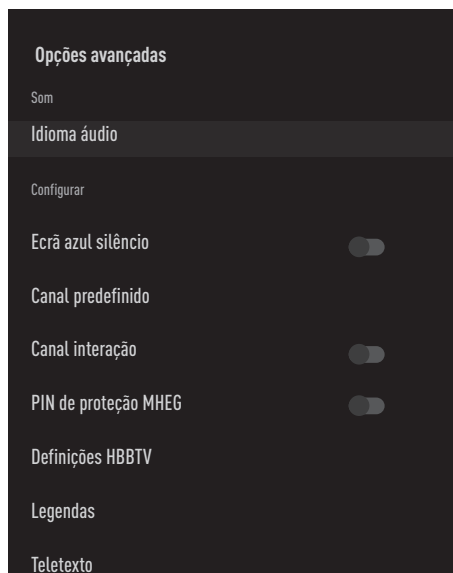 Opções avançadas
Som
Idioma áudio
Configurar
Ecrã azul silêncio
Canal predefinido
Canal interação
PIN de proteção MHEG
Definições HBBTV
Legendas
Teletexto